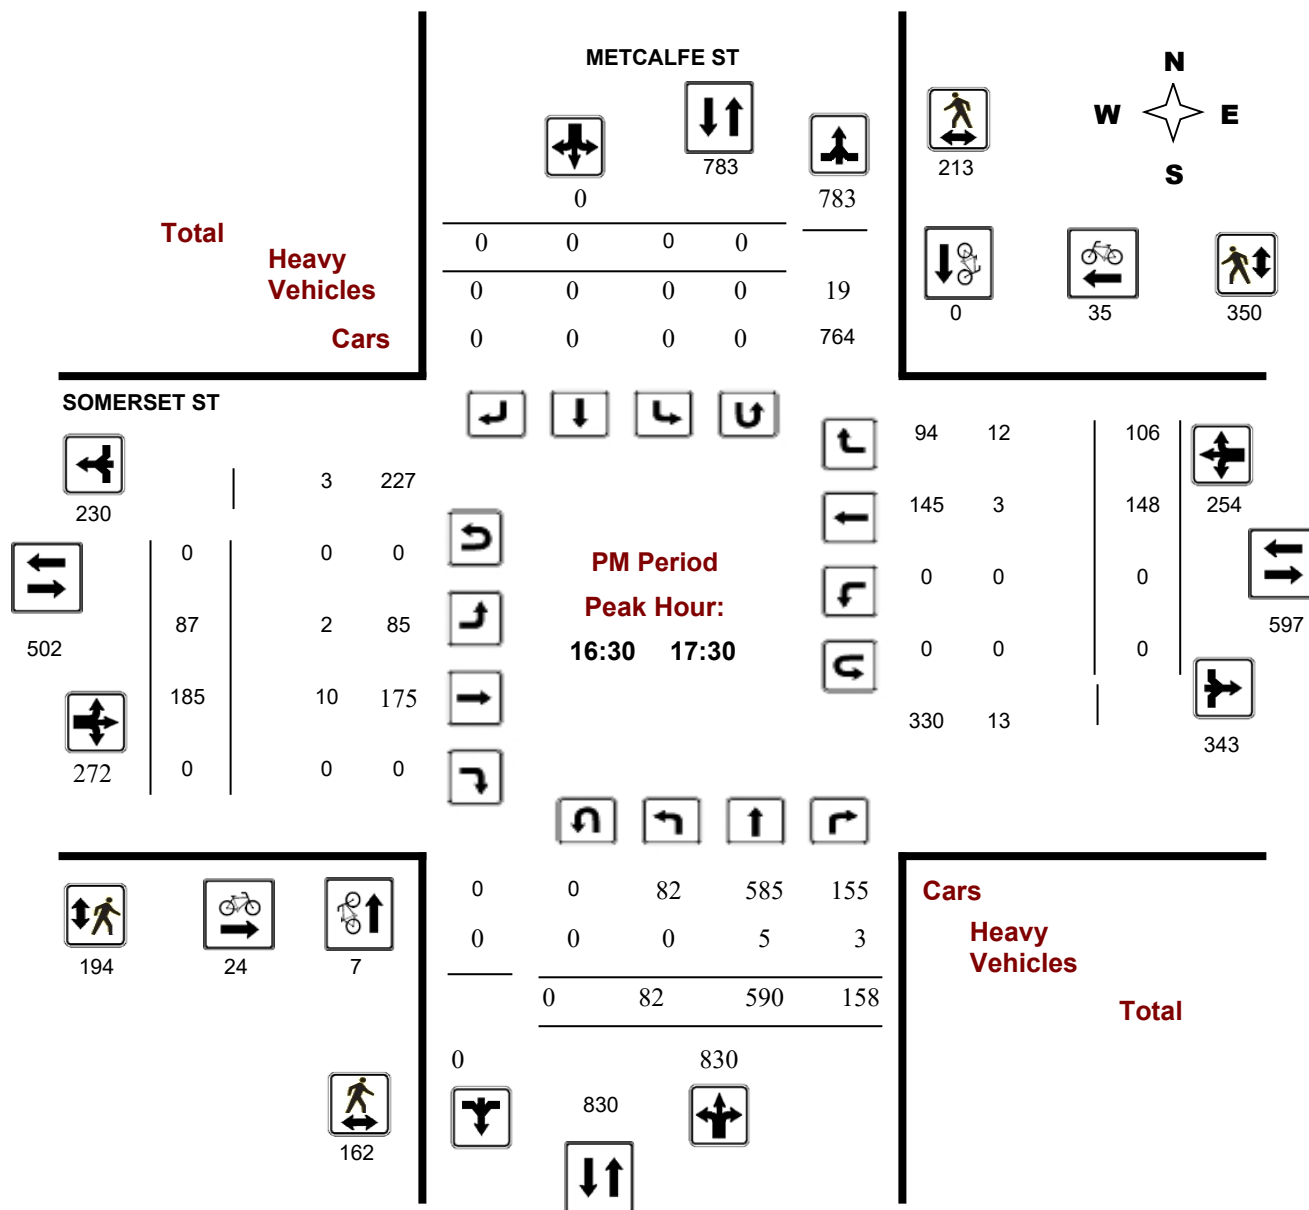 METCALFE ST
N
W E
S
783
213
0 783
Total
0 0 0 0
Heavy
Vehicles
0 0 0 0 19
0 35 350
Cars
0 0 0 0 764
SOMERSET ST
94 12 106
3 227
230
145 3 148 254
0 0 0
PM Period
0 0 0
Peak Hour:
87 2 85
597
502
16:30 17:30
0 0 0
185 10 175
330 13
343
272 0 0 0
0 0 82 585 155
Cars
0 0 0 5 3
Heavy
Vehicles
194 24 7
0 82 590 158
Total
0 830
830
162